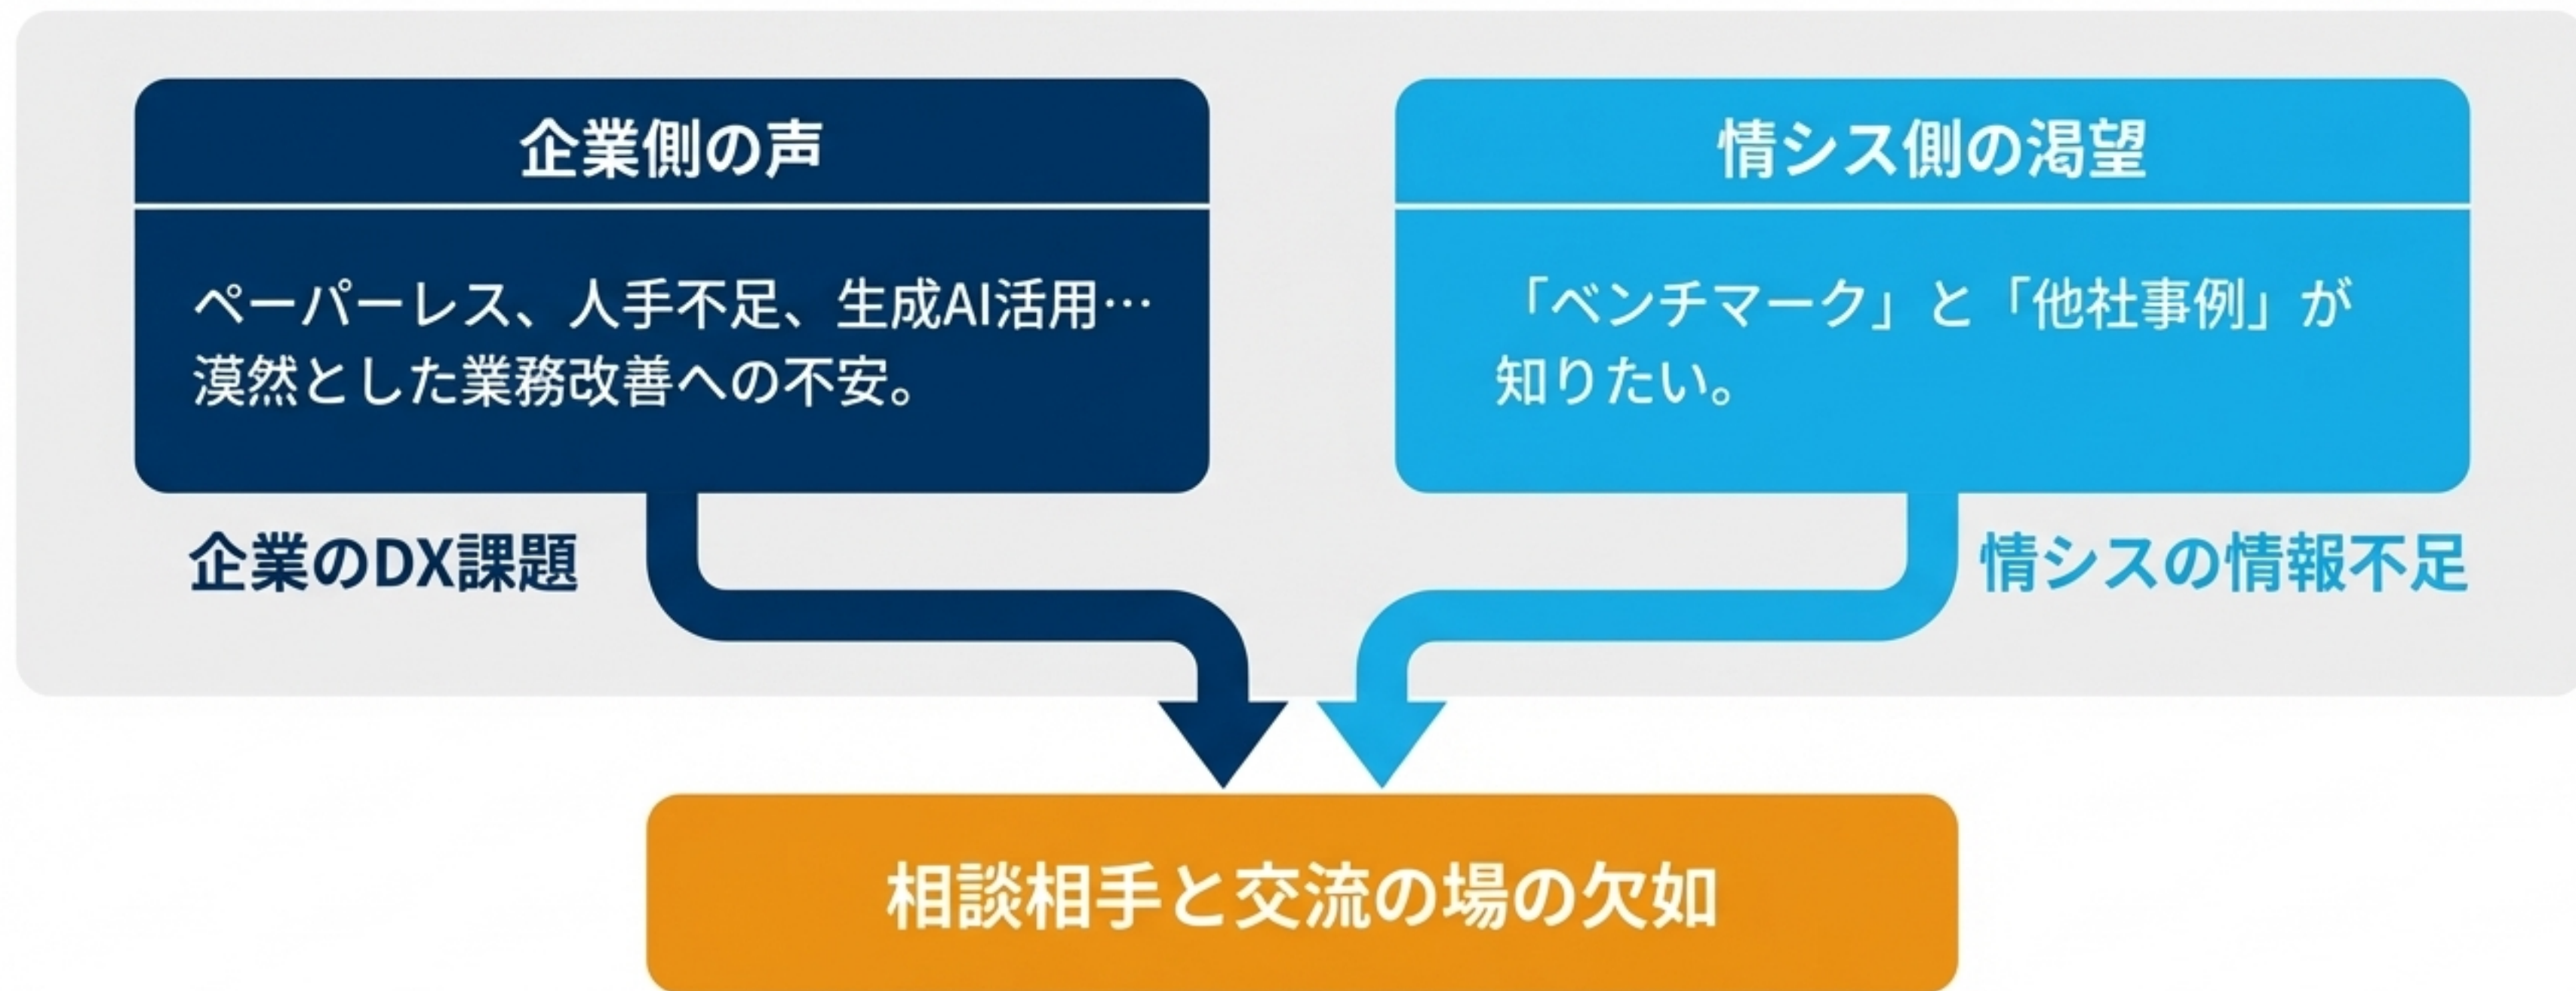 企業側の声
ペーパーレス、人手不足、生成AI活用…
漠然とした業務改善への不安。
情シス側の渇望
「ベンチマーク」と「他社事例」が
知りたい。
企業のDX課題
情シスの情報不足
相談相手と交流の場の欠如